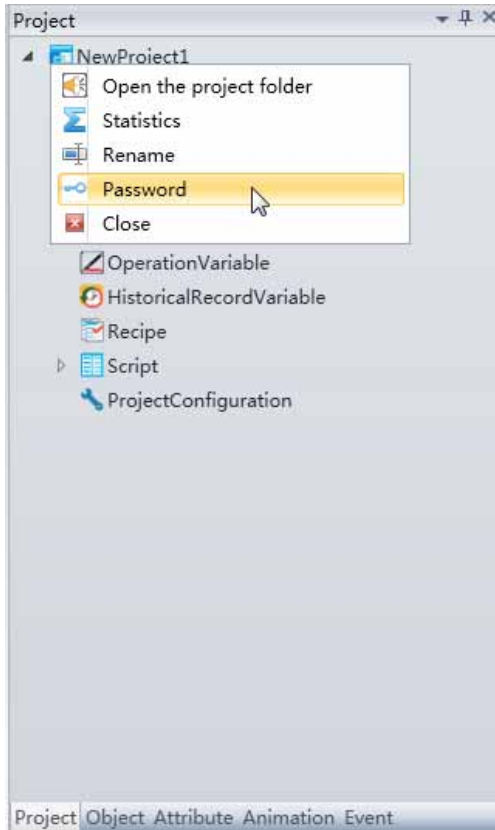 Project
NewProject1
Open the project folder
Statistics
Rename
Password
Close
OperationVariable
HistoricalRecordVariable
Recipe
Script
ProjectConfiguration
Project Object Attribute Animation Event